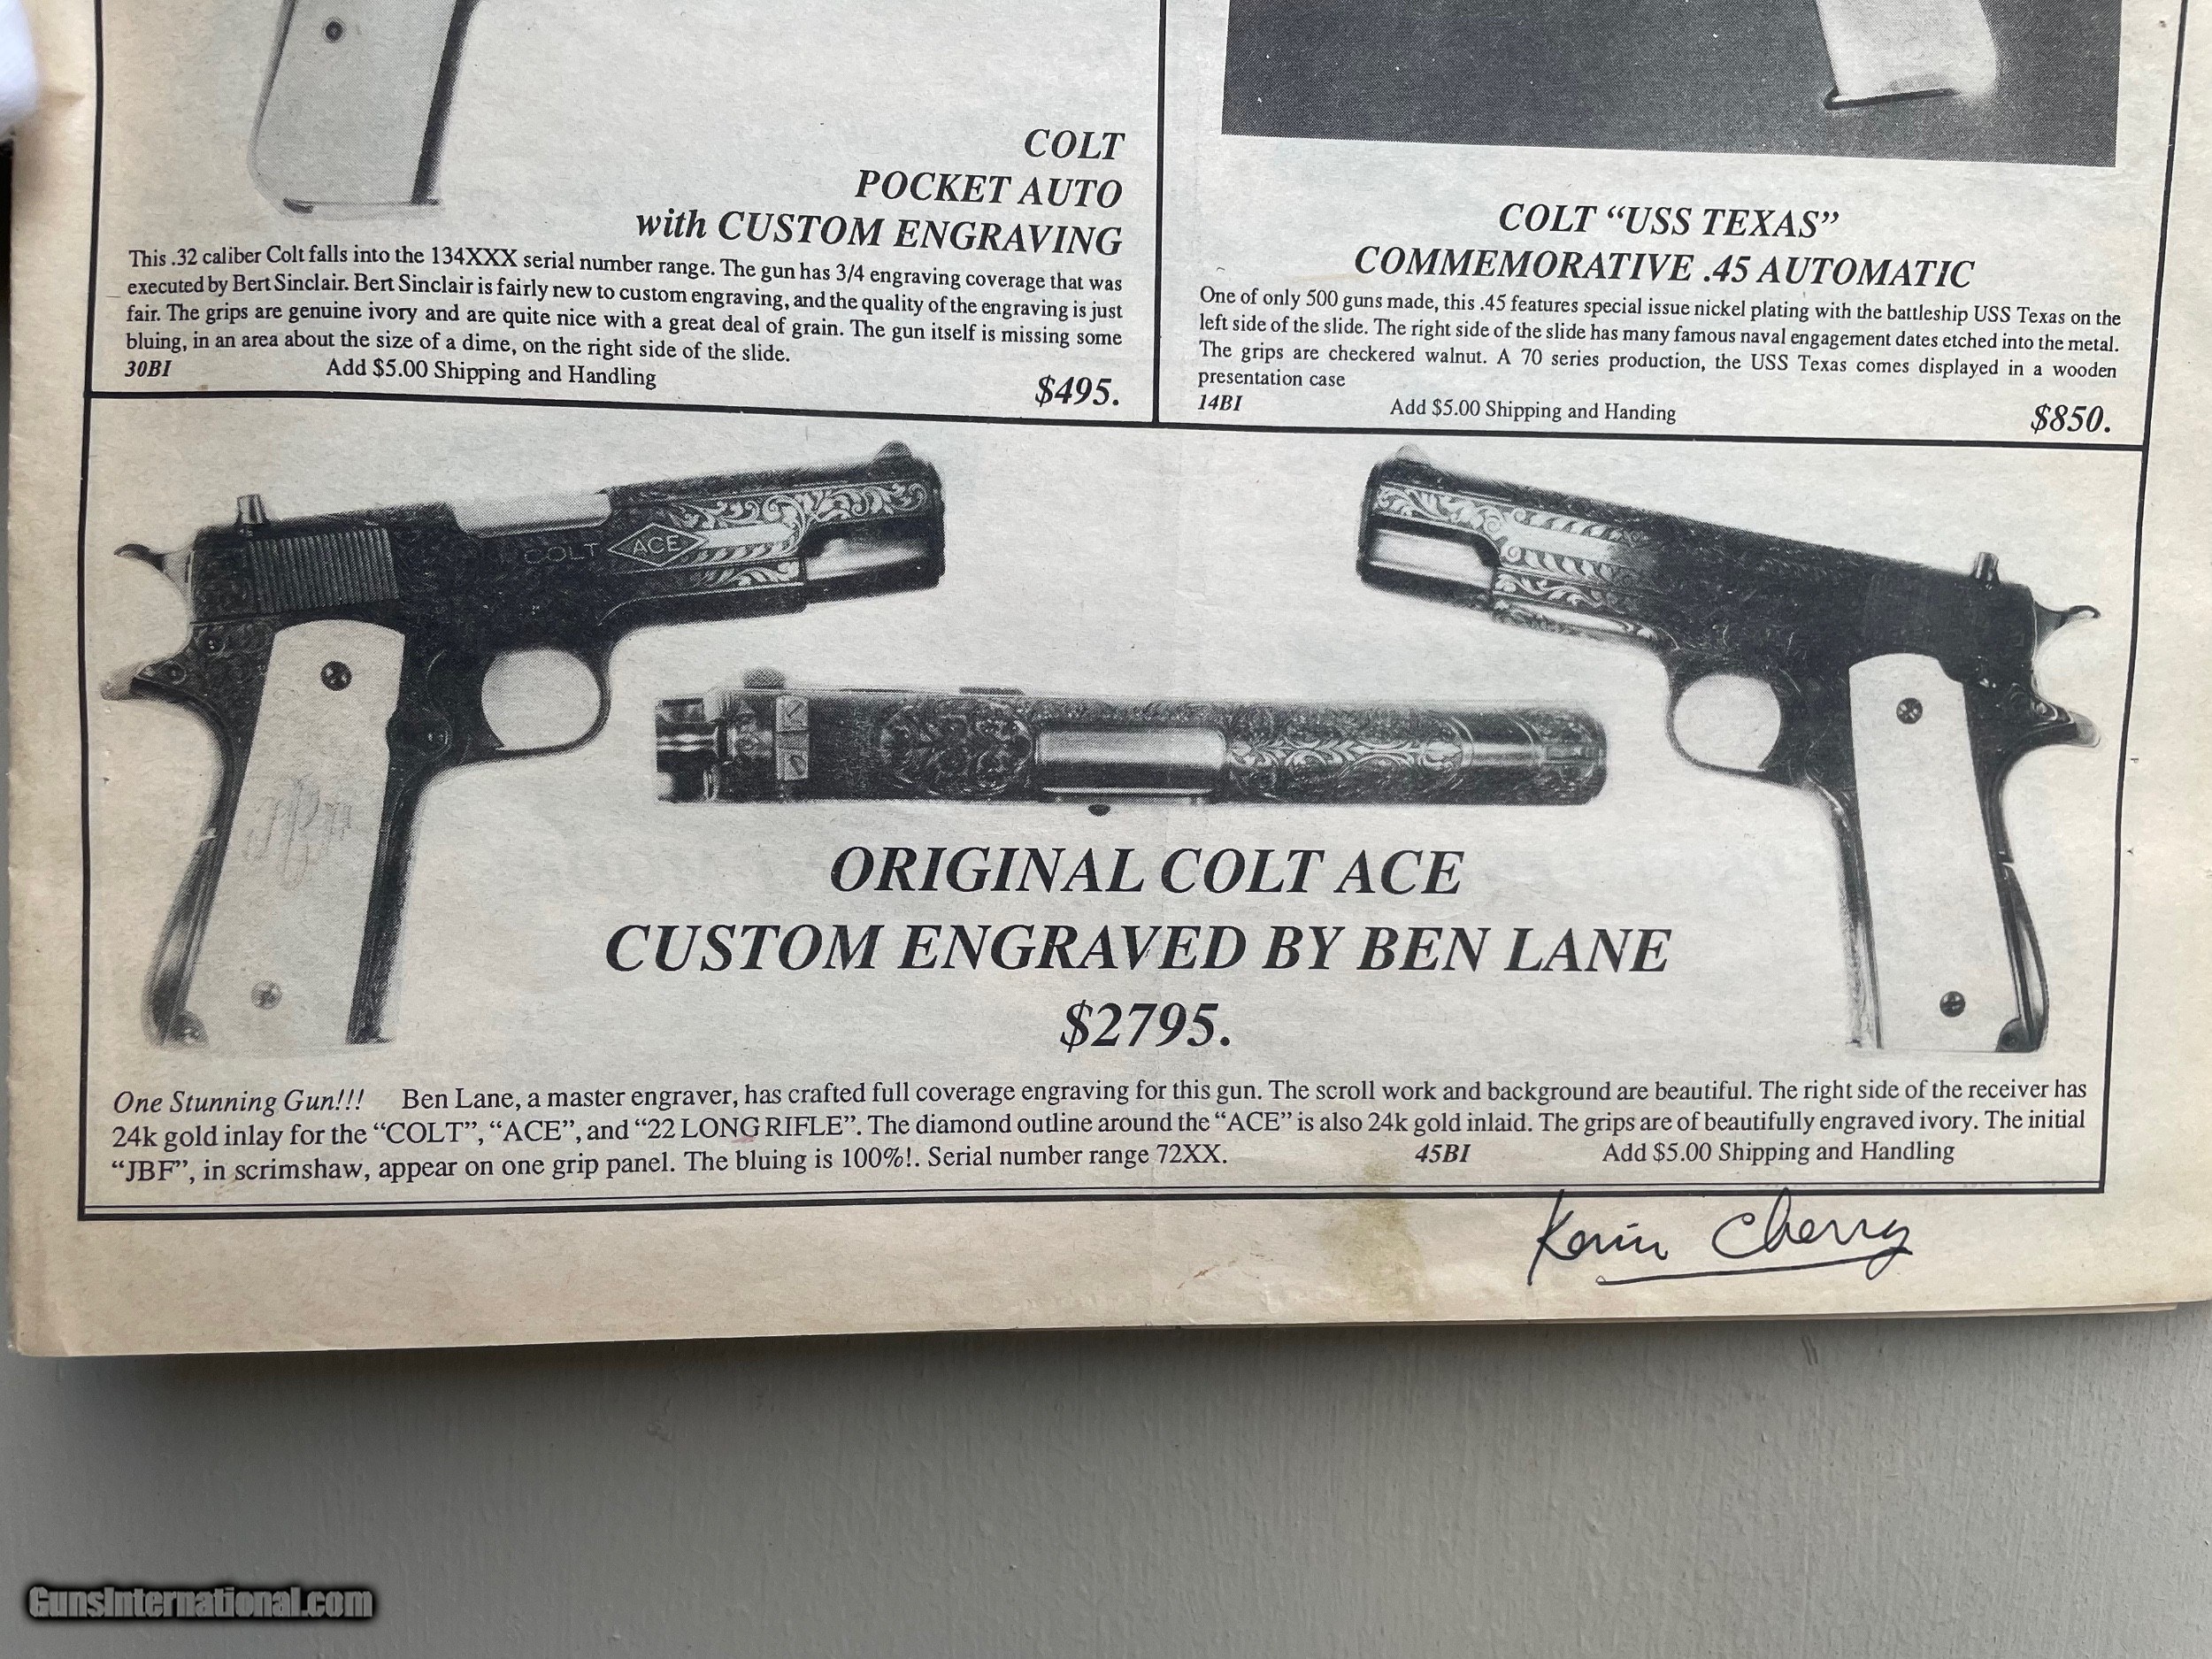 COLT
POCKET AUTO
with CUSTOM ENGRAVING
This .32 caliber Colt falls into the 134XXX serial number range. The gun has 3/4 engraving coverage that was
executed by Bert Sinclair. Bert Sinclair is fairly new to custom engraving, and the quality of the engraving is just
fair. The grips are genuine ivory and are quite nice with a great deal of grain. The gun itself is missing some
bluing, in an area about the size of a dime, on the right side of the slide.
30BI Add $5.00 Shipping and Handling
$495.
COLT “USS TEXAS”
COMMEMORATIVE .45 AUTOMATIC
One of only 500 guns made, this .45 features special issue nickel plating with the battleship USS Texas on the
left side of the slide. The right side of the slide has many famous naval engagement dates etched into the metal.
The grips are checkered walnut. A 70 series production, the USS Texas comes displayed in a wooden
presentation case
14BI Add $5.00 Shipping and Handing
$850.
COLT ACE
ORIGINAL COLT ACE
CUSTOM ENGRAVED BY BEN LANE
$2795.
One Stunning Gun!!! Ben Lane, a master engraver, has crafted full coverage engraving for this gun. The scroll work and background are beautiful. The right side of the receiver has
24k gold inlay for the “COLT”, “ACE”, and “22 LONG RIFLE”. The diamond outline around the “ACE” is also 24k gold inlaid. The grips are of beautifully engraved ivory. The initial
“JBF”, in scrimshaw, appear on one grip panel. The bluing is 100%!. Serial number range 72XX. 45BI Add $5.00 Shipping and Handling
Kevin Cherry
GunsInternational.com